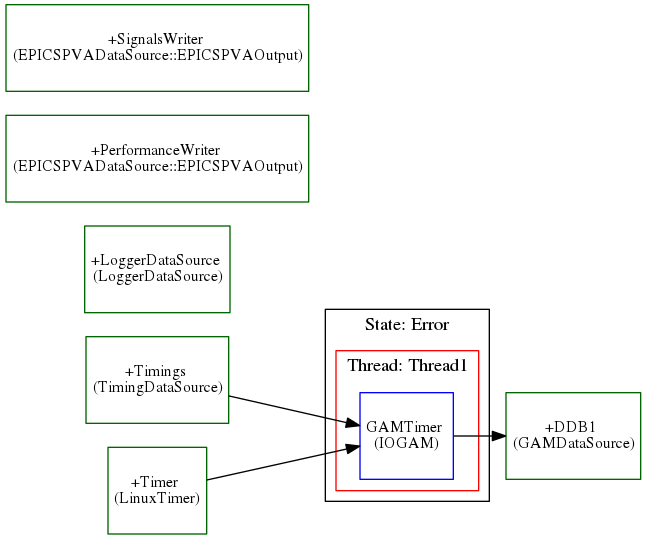 +SignalsWriter
(EPICSPVADataSource::EPICSPVAOutput)
+PerformanceWriter
(EPICSPVADataSource::EPICSPVAOutput)
+LoggerDataSource
(LoggerDataSource)
+Timings
(TimingDataSource)
+Timer
(LinuxTimer)
State: Error
Thread: Thread1
GAMTimer
(IOGAM)
+DDB1
(GAMDataSource)